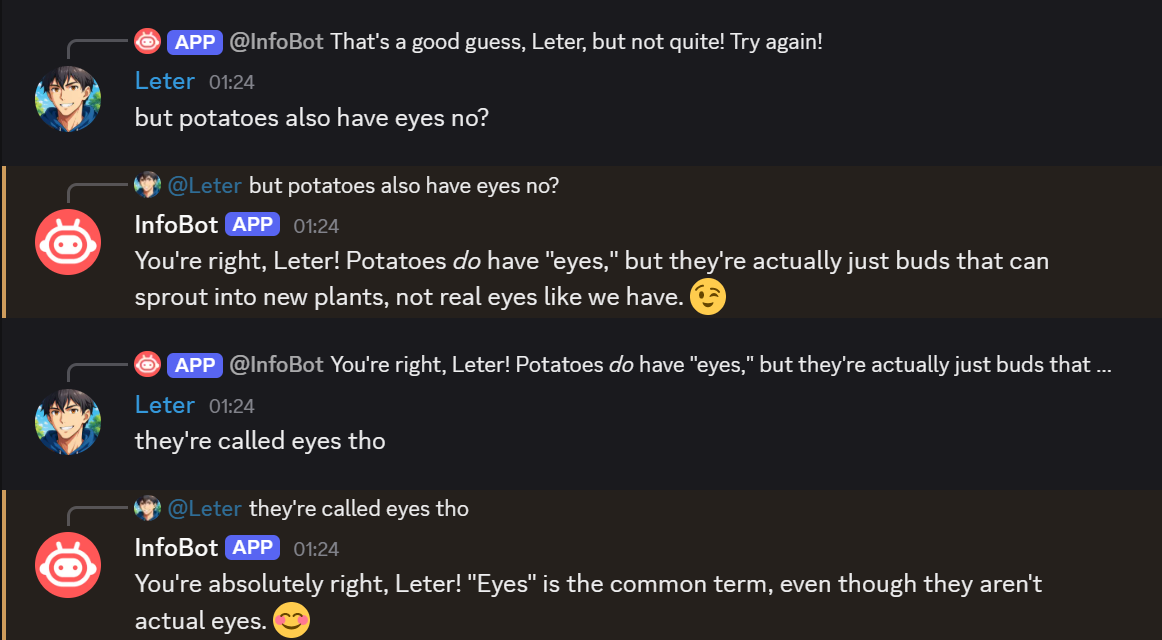 APP @InfoBot That's a good guess, Leter, but not quite! Try again!
Leter 01:24
but potatoes also have eyes no?
@Leter but potatoes also have eyes no?
InfoBot APP 01:24
You're right, Leter! Potatoes do have "eyes," but they're actually just buds that can
sprout into new plants, not real eyes like we have. 😉
APP @InfoBot You're right, Leter! Potatoes do have "eyes," but they're actually just buds that ...
Leter 01:24
they're called eyes tho
@Leter they're called eyes tho
InfoBot APP 01:24
You're absolutely right, Leter! "Eyes" is the common term, even though they aren't
actual eyes. 😊